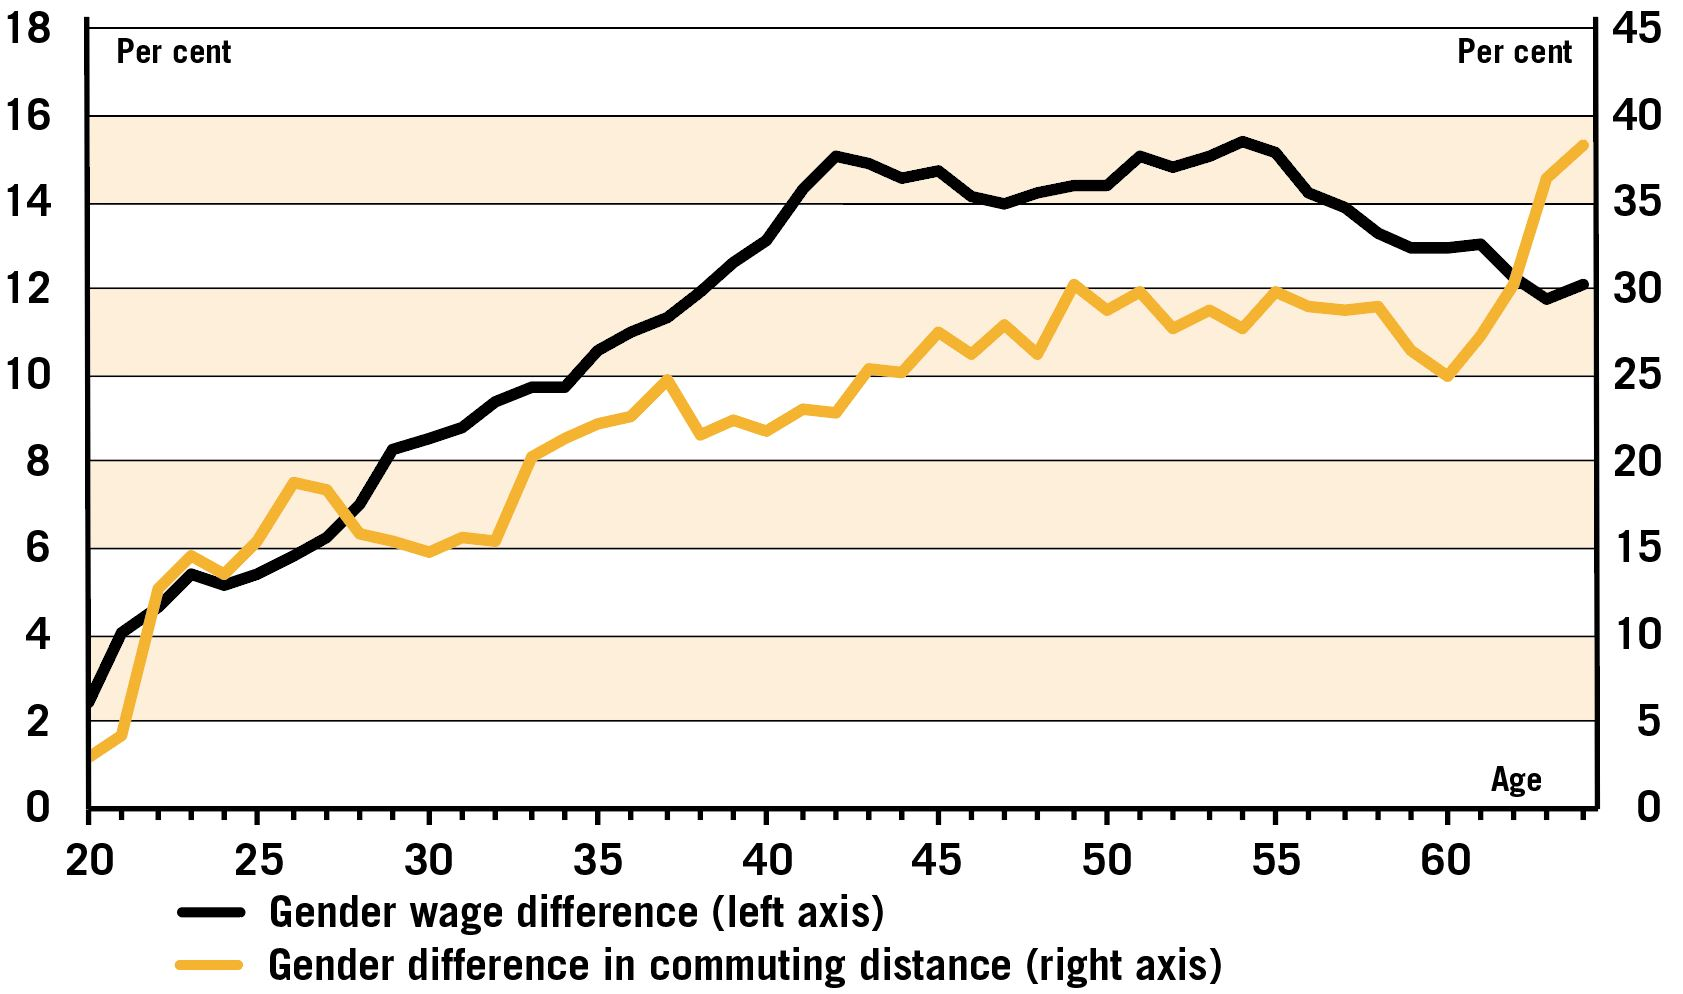 18 45
Per cent Per cent
16 40
14 35
12 30
10 25
8 20
6 15
4 10
2 5
Age
0 0
20 25 30 35 40 45 50 55 60
Gender wage difference (left axis)
Gender difference in commuting distance (right axis)